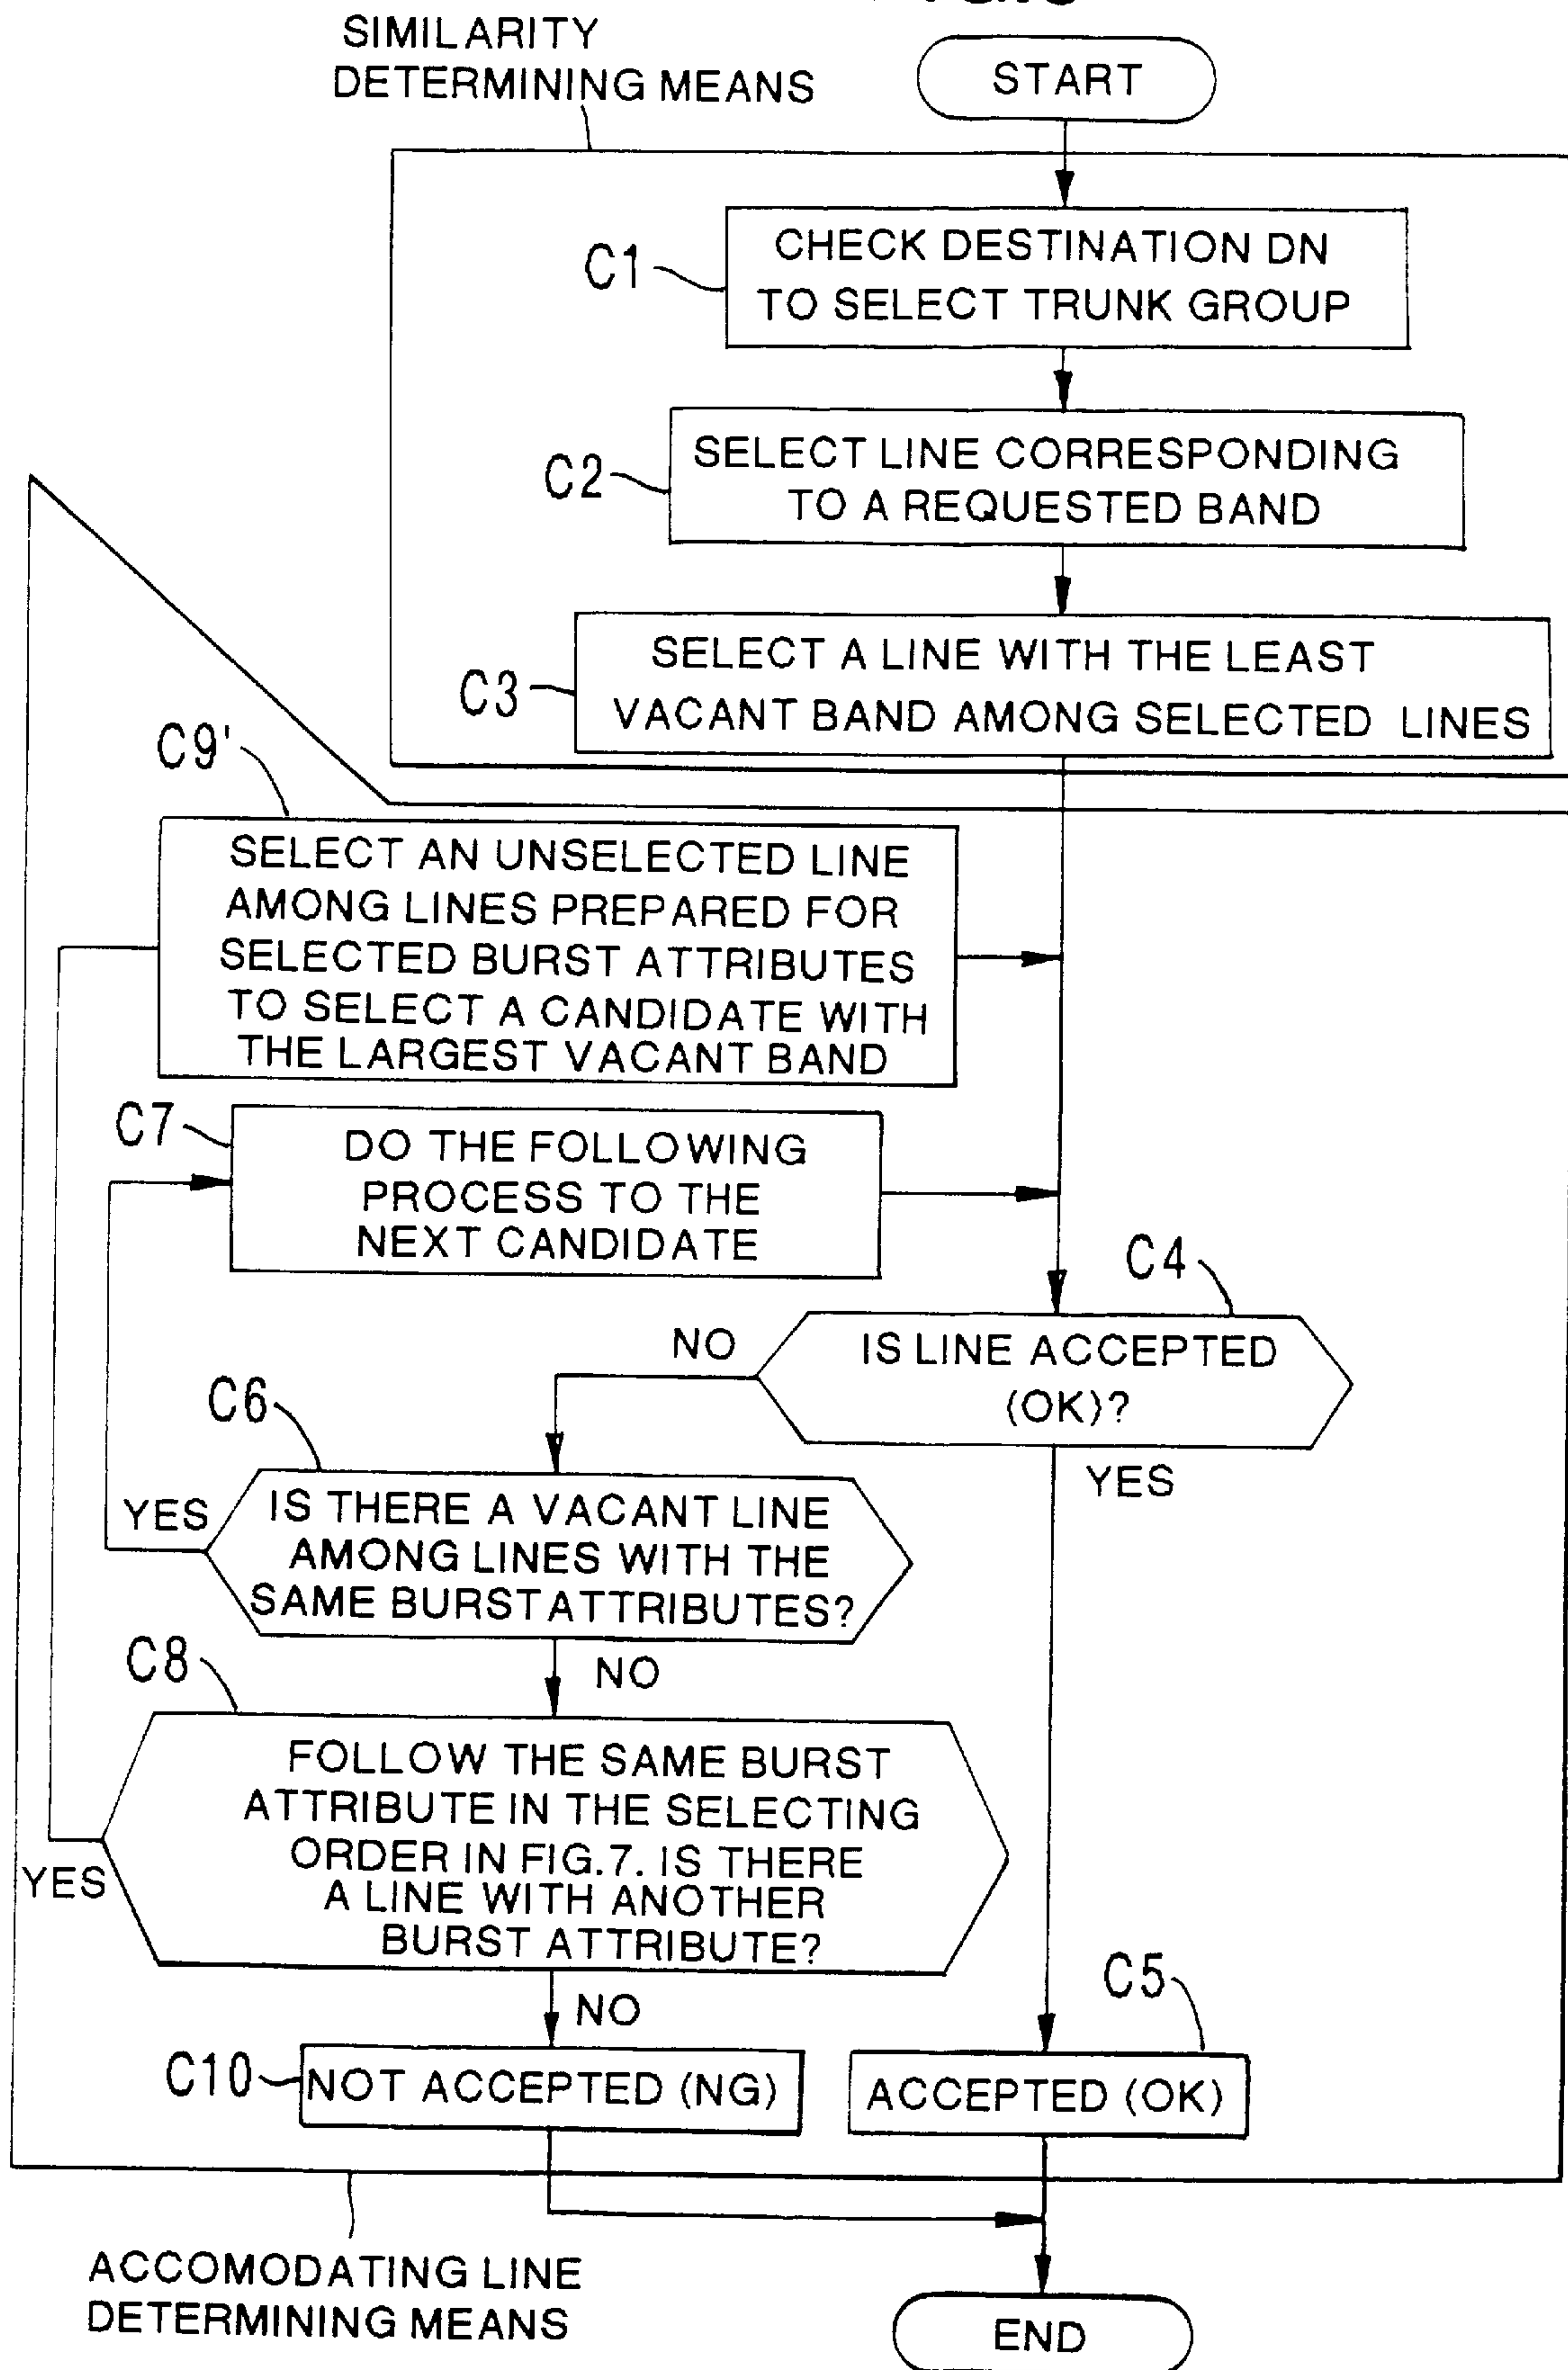 SIMILARITY
DETERMINING MEANS
START
C1
CHECK DESTINATION DN
TO SELECT TRUNK GROUP
C2
SELECT LINE CORRESPONDING
TO A REQUESTED BAND
C3
SELECT A LINE WITH THE LEAST
VACANT BAND AMONG SELECTED LINES
C9'
SELECT AN UNSELECTED LINE
AMONG LINES PREPARED FOR
SELECTED BURST ATTRIBUTES
TO SELECT A CANDIDATE WITH
THE LARGEST VACANT BAND
C7
DO THE FOLLOWING
PROCESS TO THE
NEXT CANDIDATE
C4
IS LINE ACCEPTED
(OK)?
NO
YES
C6
IS THERE A VACANT LINE
AMONG LINES WITH THE
SAME BURST ATTRIBUTES?
YES
NO
C8
FOLLOW THE SAME BURST
ATTRIBUTE IN THE SELECTING
ORDER IN FIG.7. IS THERE
A LINE WITH ANOTHER
BURST ATTRIBUTE?
YES
NO
C10
NOT ACCEPTED (NG)
C5
ACCEPTED (OK)
ACCOMODATING LINE
DETERMINING MEANS
END